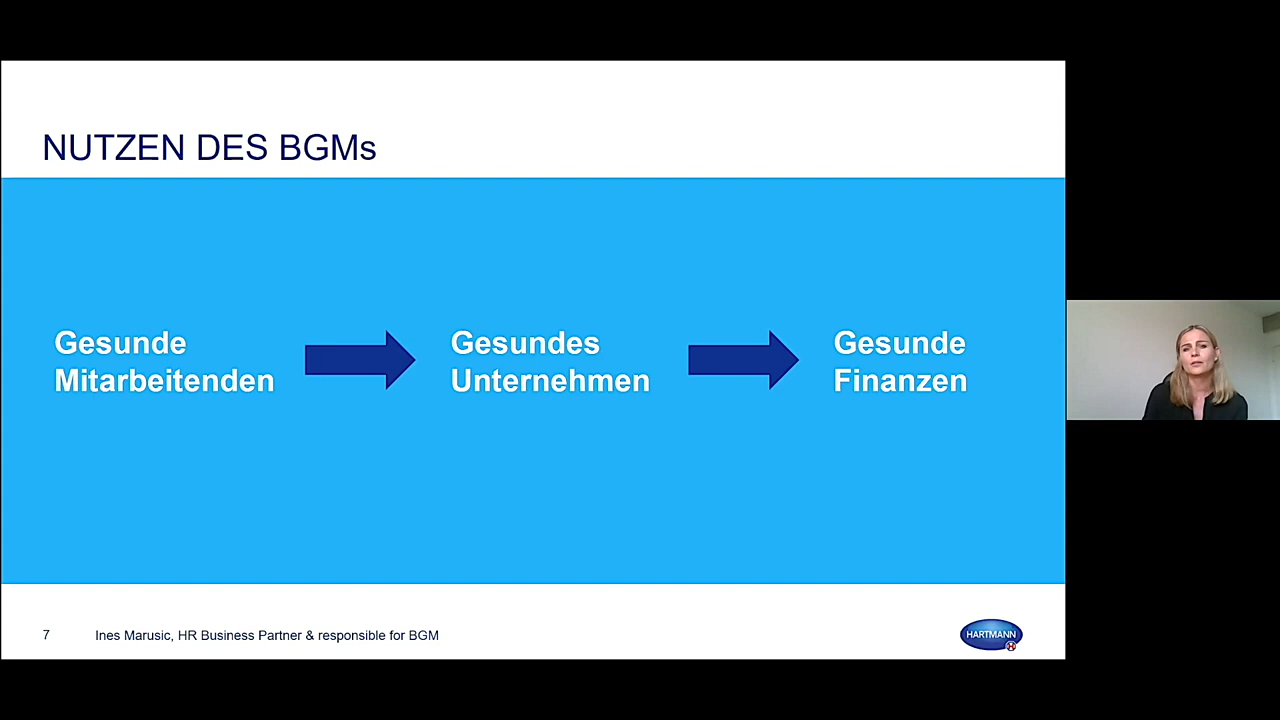 NUTZEN DES BGMs
Gesunde
Mitarbeitenden
Gesundes
Unternehmen
Gesunde
Finanzen
7
Ines Marusic, HR Business Partner & responsible for BGM
HARTMANN